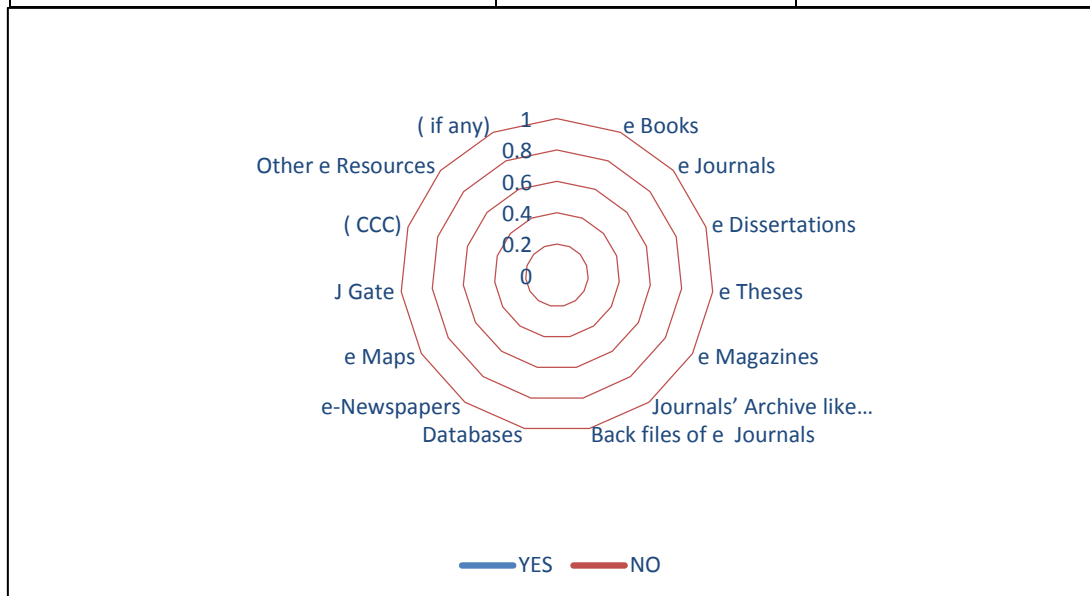 1
0.8
0.6
0.4
0.2
0
e Books
e Journals
e Dissertations
e Theses
e Magazines
Journals’ Archive like…
Back files of e Journals
Databases
e-Newspapers
e Maps
J Gate
( CCC)
Other e Resources
( if any)
YES NO